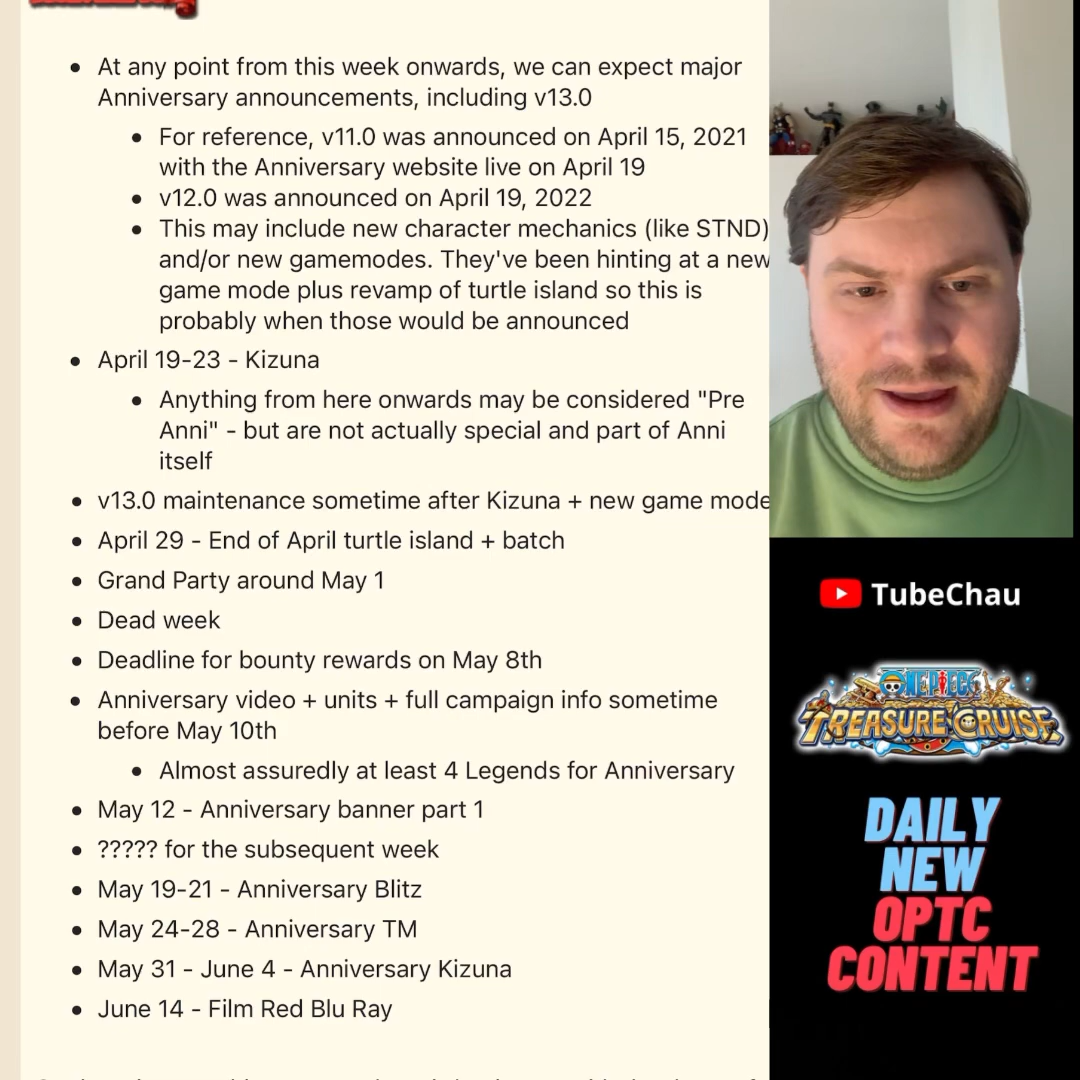 At any point from this week onwards, we can expect major
Anniversary announcements, including v13.0
For reference, v11.0 was announced on April 15, 2021
with the Anniversary website live on April 19
v12.0 was announced on April 19, 2022
This may include new character mechanics (like STND)
and/or new gamemodes. They've been hinting at a new
game mode plus revamp of turtle island so this is
probably when those would be announced
April 19-23 - Kizuna
Anything from here onwards may be considered "Pre
Anni" - but are not actually special and part of Anni
itself
v13.0 maintenance sometime after Kizuna + new game mode
April 29 - End of April turtle island + batch
Grand Party around May 1
Dead week
Deadline for bounty rewards on May 8th
Anniversary video + units + full campaign info sometime
before May 10th
Almost assuredly at least 4 Legends for Anniversary
May 12 - Anniversary banner part 1
????? for the subsequent week
May 19-21 - Anniversary Blitz
May 24-28 - Anniversary TM
May 31 - June 4 - Anniversary Kizuna
June 14 - Film Red Blu Ray
TubeChau
ONE PIECE
TREASURE CRUISE
DAILY
NEW
OPTC
CONTENT